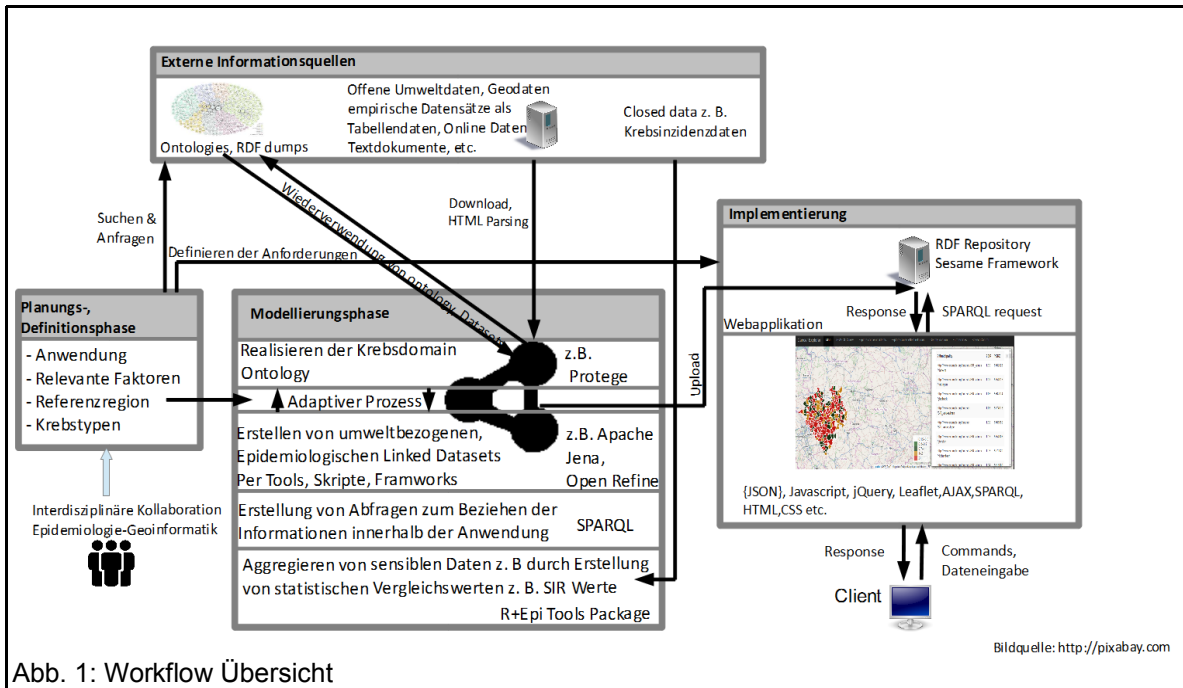 Externe Informationsquellen
Offene Umweltdaten, Geodaten
empirische Datensätze als
Tabellendaten, Online Daten
Textdokumente, etc.
Closed data z. B.
Krebsinzidenzdaten
Ontologies, RDF dumps
Suchen &
Anfragen
Wiederverwendung von ontology, Datasets
Download,
HTML Parsing
Definieren der Anforderungen
Implementierung
RDF Repository
Sesame Framework
Response
SPARQL request
Webapplikation
{JSON}, Javascript, jQuery, Leaflet,AJAX,SPARQL,
HTML,CSS etc.
Response
Commands,
Dateneingabe
Client
Planungs-,
Definitionsphase
- Anwendung
- Relevante Faktoren
- Referenzregion
- Krebstypen
Interdisziplinäre Kollaboration
Epidemiologie-Geoinformatik
Modellierungsphase
Realisieren der Krebsdomain
Ontology
z.B.
Protege
Adaptiver Prozess
Erstellen von umweltbezogenen,
Epidemiologischen Linked Datasets
Per Tools, Skripte, Framworks
z.B. Apache
Jena,
Open Refine
Erstellung von Abfragen zum Beziehen der
Informationen innerhalb der Anwendung
SPARQL
Aggregieren von sensiblen Daten z. B durch Erstellung
von statistischen Vergleichswerten z. B. SIR Werte
R+Epi Tools Package
Upload
Bildquelle: http://pixabay.com
Abb. 1: Workflow Übersicht